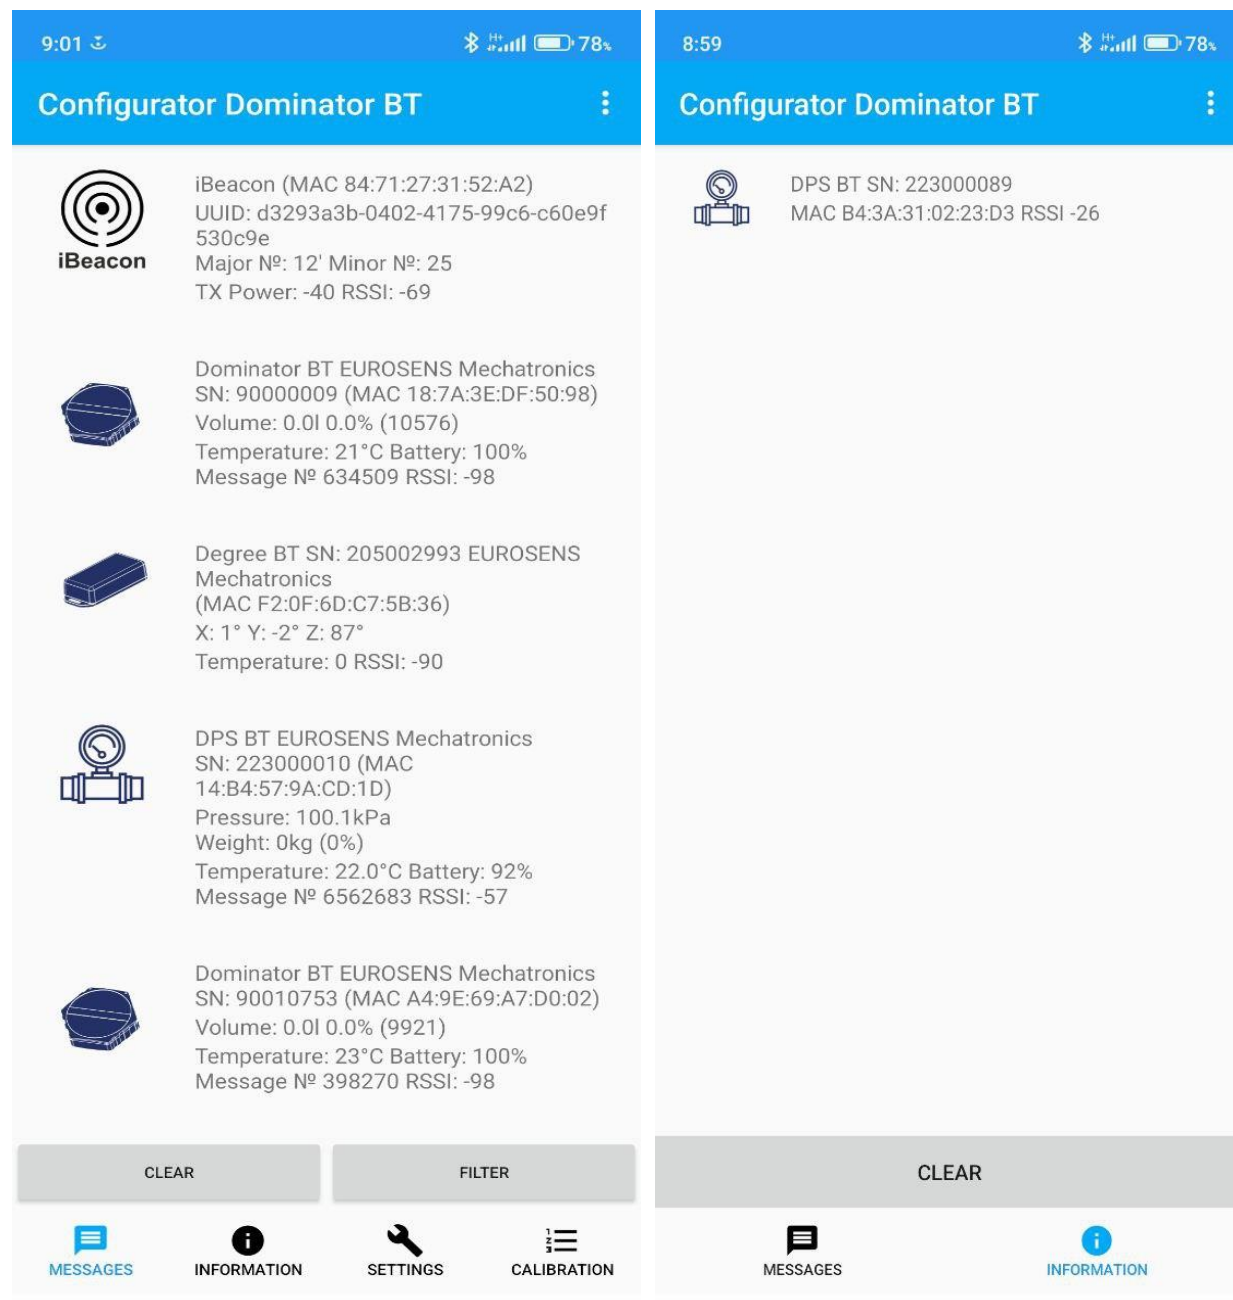 9:01
78%
Configurator Dominator BT
iBeacon
iBeacon (MAC 84:71:27:31:52:A2)
UUID: d3293a3b-0402-4175-99c6-c60e9f
530c9e
Major №: 12' Minor №: 25
TX Power: -40 RSSI: -69
Dominator BT EUROSENS Mechatronics
SN: 90000009 (MAC 18:7A:3E:DF:50:98)
Volume: 0.0l 0.0% (10576)
Temperature: 21°C Battery: 100%
Message № 634509 RSSI: -98
Degree BT SN: 205002993 EUROSENS
Mechatronics
(MAC F2:0F:6D:C7:5B:36)
X: 1° Y: -2° Z: 87°
Temperature: 0 RSSI: -90
DPS BT EUROSENS Mechatronics
SN: 223000010 (MAC
14:B4:57:9A:CD:1D)
Pressure: 100.1kPa
Weight: 0kg (0%)
Temperature: 22.0°C Battery: 92%
Message № 6562683 RSSI: -57
Dominator BT EUROSENS Mechatronics
SN: 90010753 (MAC A4:9E:69:A7:D0:02)
Volume: 0.0l 0.0% (9921)
Temperature: 23°C Battery: 100%
Message № 398270 RSSI: -98
CLEAR
FILTER
MESSAGES
INFORMATION
SETTINGS
CALIBRATION
8:59
H+
78%
Configurator Dominator BT
DPS BT SN: 223000089
MAC B4:3A:31:02:23:D3 RSSI -26
CLEAR
MESSAGES
INFORMATION